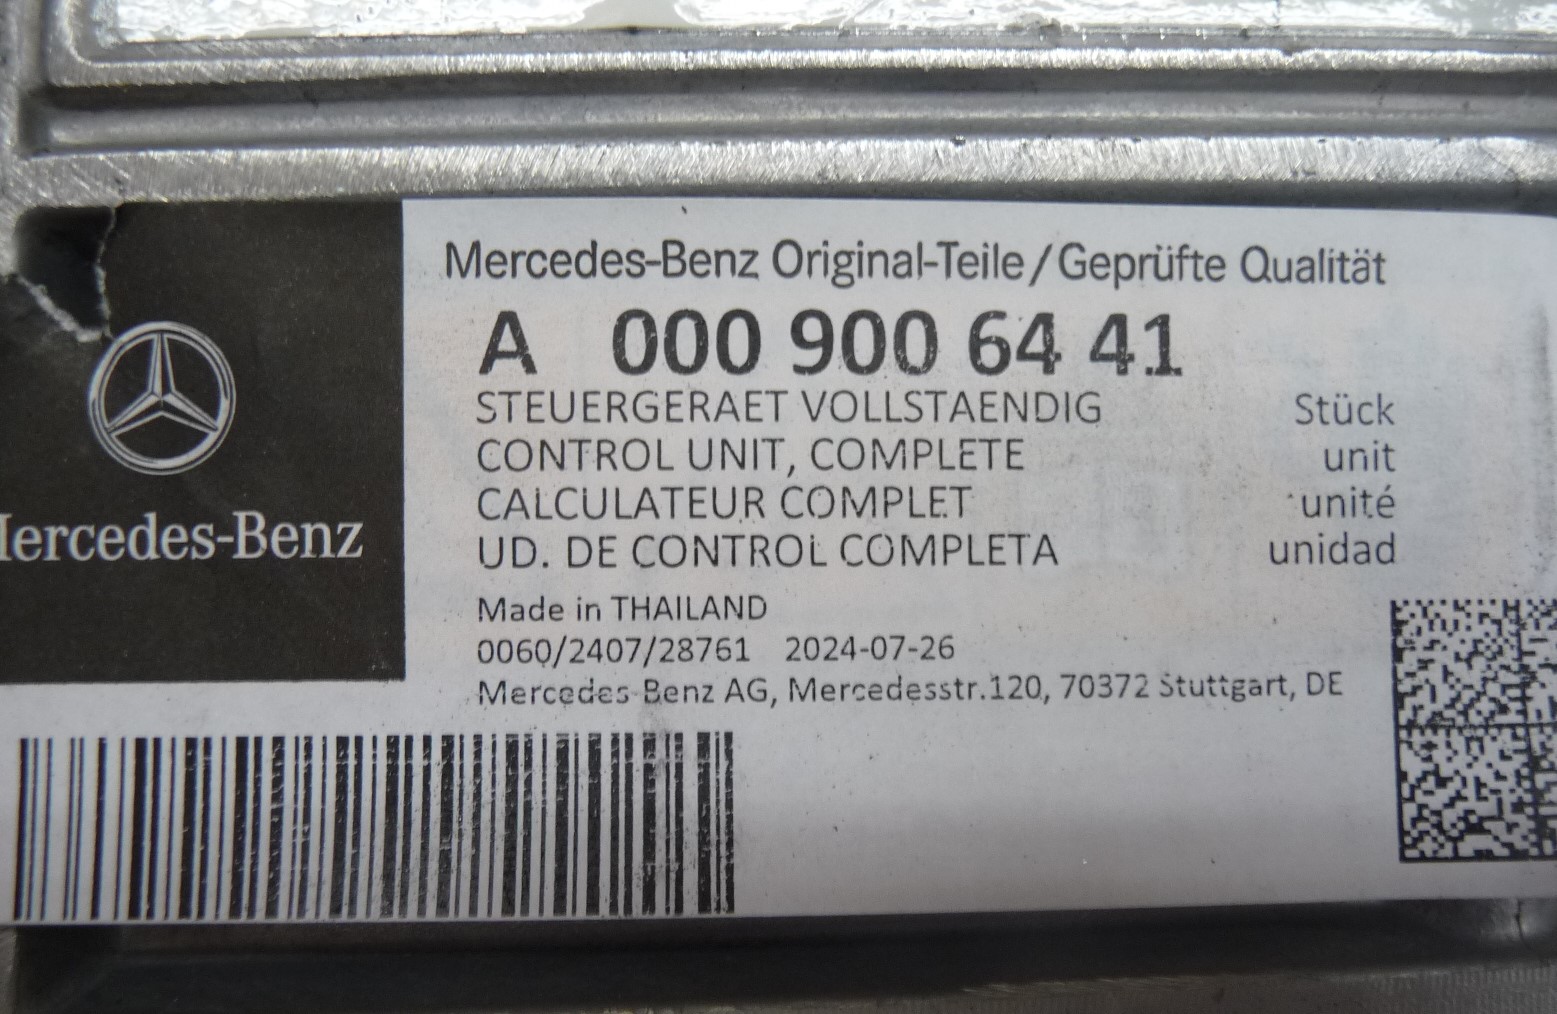 Mercedes-Benz Original-Teile/Geprüfte Qualität
A 000 900 64 41
STEUERGERAET VOLLSTAENDIG Stück
CONTROL UNIT, COMPLETE unit
CALCULATEUR COMPLET unité
UD. DE CONTROL COMPLETA unidad
Made in THAILAND
0060/2407/28761 2024-07-26
Mercedes-Benz AG, Mercedesstr.120, 70372 Stuttgart, DE
Mercedes-Benz